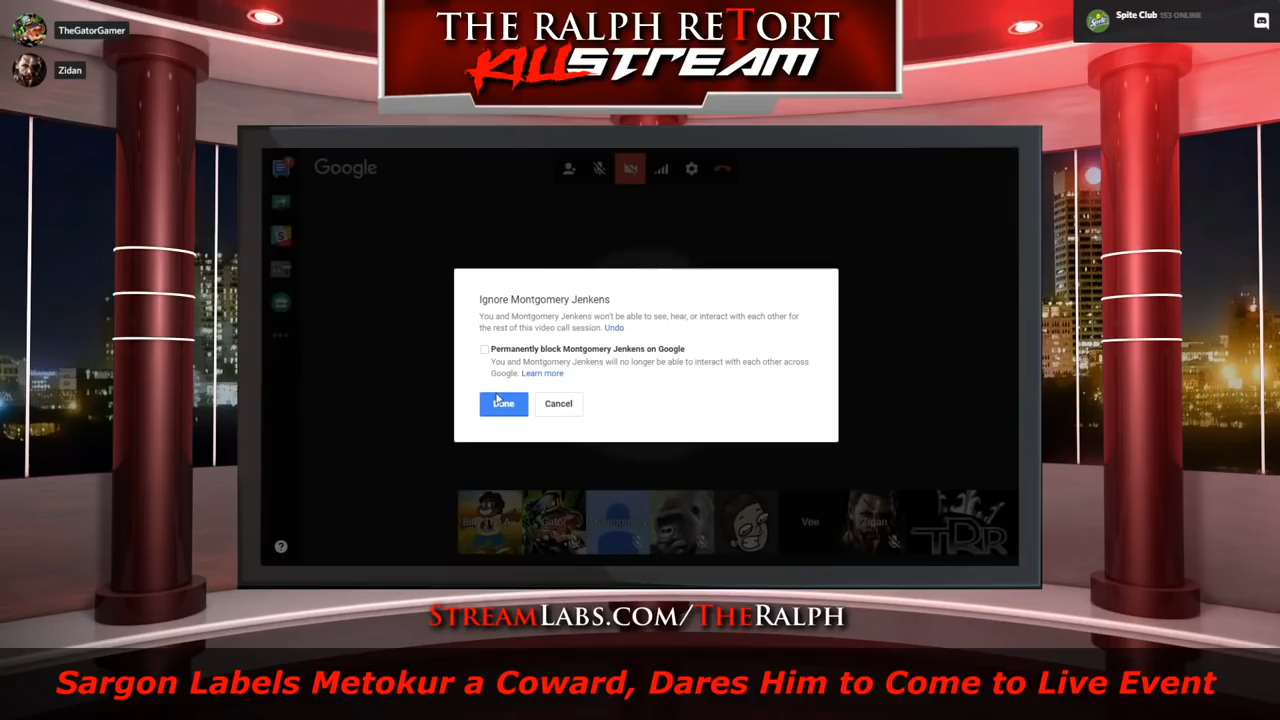 TheGatorGamer
Zidan
THE RALPH RETORT
KILLSTREAM
Spite Club 153 ONLINE
Google
Ignore Montgomery Jenkens
You and Montgomery Jenkens won't be able to see, hear, or interact with each other for
the rest of this video call session. Undo
Permanently block Montgomery Jenkens on Google
You and Montgomery Jenkens will no longer be able to interact with each other across
Google. Learn more
Done Cancel
Gator Vee Zidan
TRR
?
STREAMLABS.COM/THERALPH
Sargon Labels Metokur a Coward, Dares Him to Come to Live Event